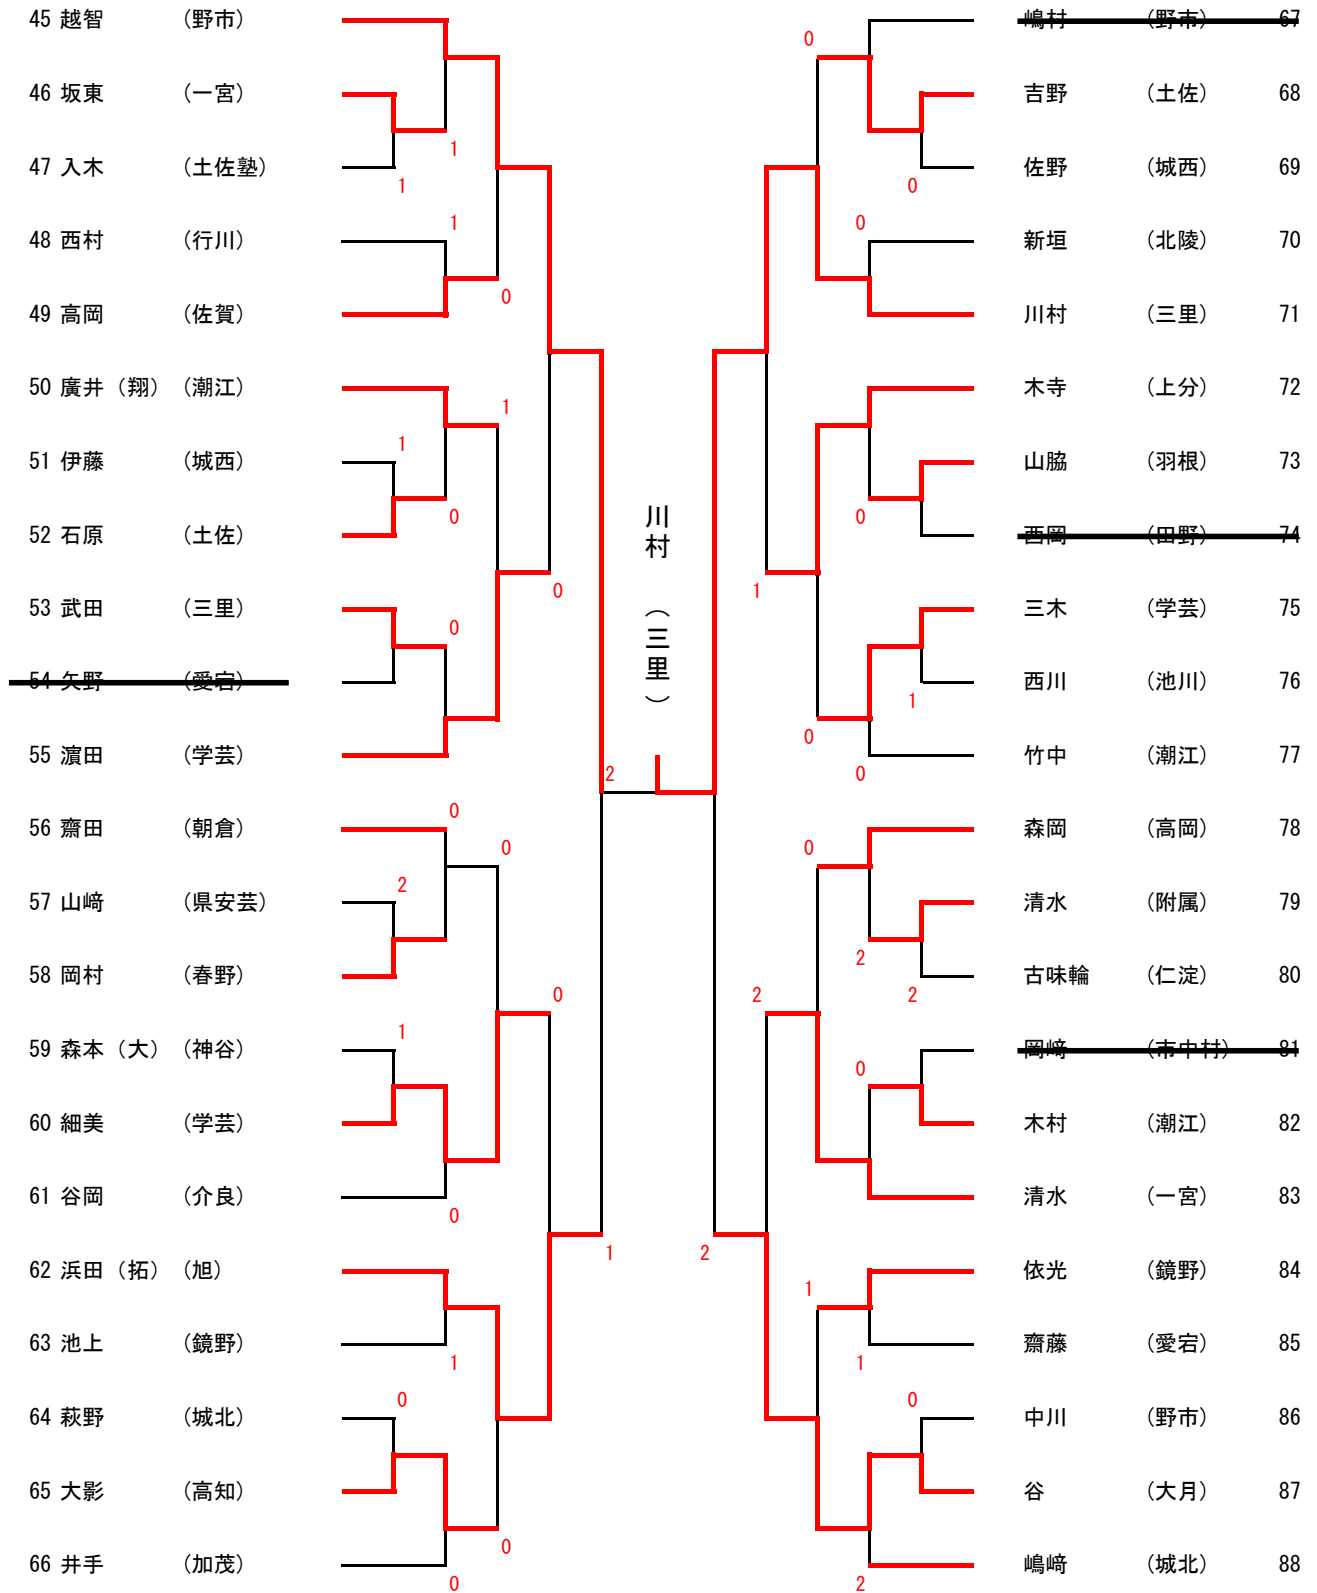 45 越智 (野市)
46 坂東 (一宮)
47 入木 (土佐塾)
48 西村 (行川)
49 高岡 (佐賀)
50 廣井(翔) (潮江)
51 伊藤 (城西)
52 石原 (土佐)
53 武田 (三里)
54 矢野 (愛宕)
55 濵田 (学芸)
56 齋田 (朝倉)
57 山﨑 (県安芸)
58 岡村 (春野)
59 森本(大) (神谷)
60 細美 (学芸)
61 谷岡 (介良)
62 浜田(拓) (旭)
63 池上 (鏡野)
64 萩野 (城北)
65 大影 (高知)
66 井手 (加茂)
1
1
1
0
1
1
0
0
0
0
0
2
0
1
0
0
1
1
0
0
0
2
川村 (三里)
0
0
0
1
0
1
0
0
0
2
2
2
0
2
1
1
0
2
嶋村 (野市) 67
吉野 (土佐) 68
佐野 (城西) 69
新垣 (北陵) 70
川村 (三里) 71
木寺 (上分) 72
山脇 (羽根) 73
西岡 (田野) 74
三木 (学芸) 75
西川 (池川) 76
竹中 (潮江) 77
森岡 (高岡) 78
清水 (附属) 79
古味輪 (仁淀) 80
岡﨑 (市中村) 81
木村 (潮江) 82
清水 (一宮) 83
依光 (鏡野) 84
齋藤 (愛宕) 85
中川 (野市) 86
谷 (大月) 87
嶋﨑 (城北) 88